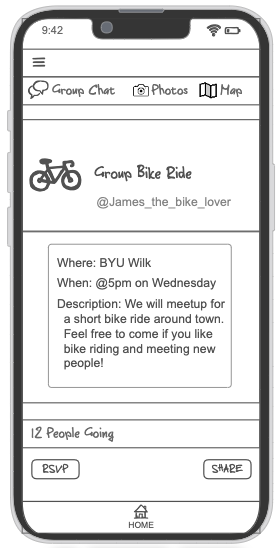 9:42
Group Chat Photos Map
Group Bike Ride
@James_the_bike_lover
Where: BYU Wilk
When: @5pm on Wednesday
Description: We will meetup for
a short bike ride around town.
Feel free to come if you like
bike riding and meeting new
people!
12 People Going
RSVP SHARE
HOME